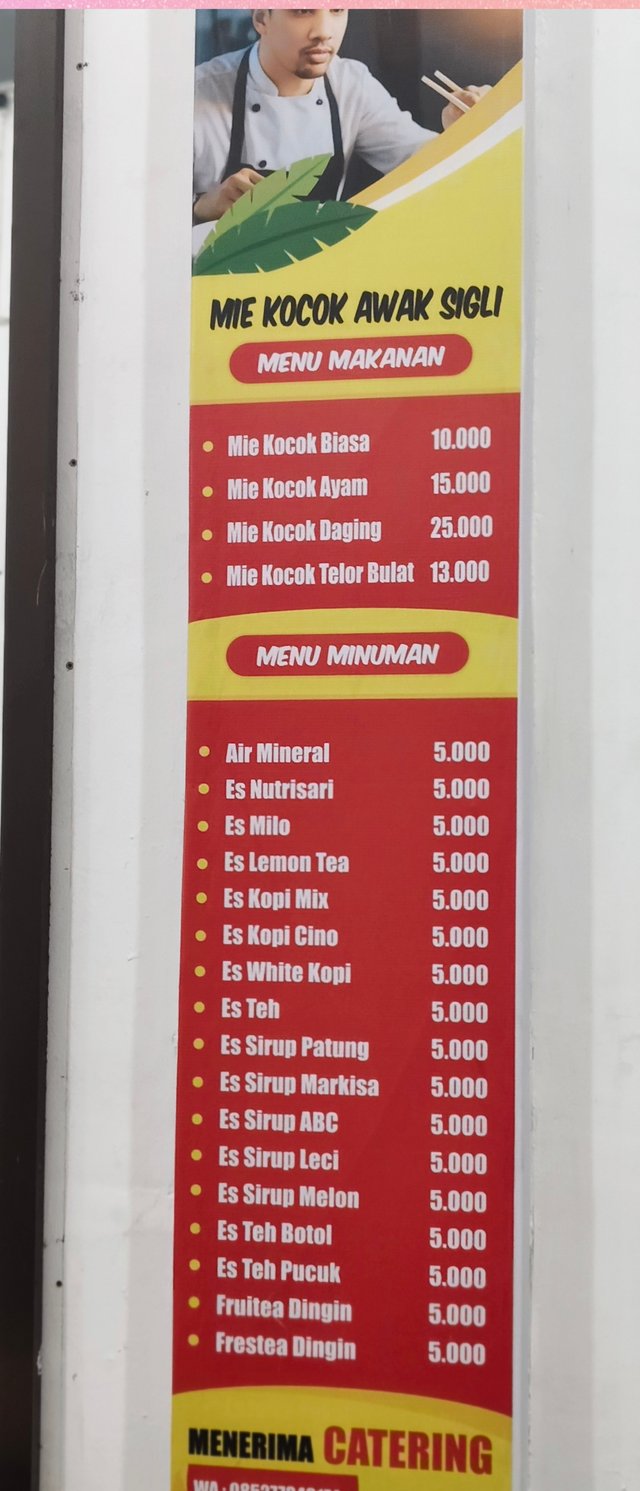 MIE KOCOK AWAK SIGLI
MENU MAKANAN
Mie Kocok Biasa 10.000
Mie Kocok Ayam 15.000
Mie Kocok Daging 25.000
Mie Kocok Telor Bulat 13.000
MENU MINUMAN
Air Mineral 5.000
Es Nutrisari 5.000
Es Milo 5.000
Es Lemon Tea 5.000
Es Kopi Mix 5.000
Es Kopi Cino 5.000
Es White Kopi 5.000
Es Teh 5.000
Es Sirup Patung 5.000
Es Sirup Markisa 5.000
Es Sirup ABC 5.000
Es Sirup Leci 5.000
Es Sirup Melon 5.000
Es Teh Botol 5.000
Es Teh Pucuk 5.000
Fruitea Dingin 5.000
Frestea Dingin 5.000
MENERIMA CATERING
WA :